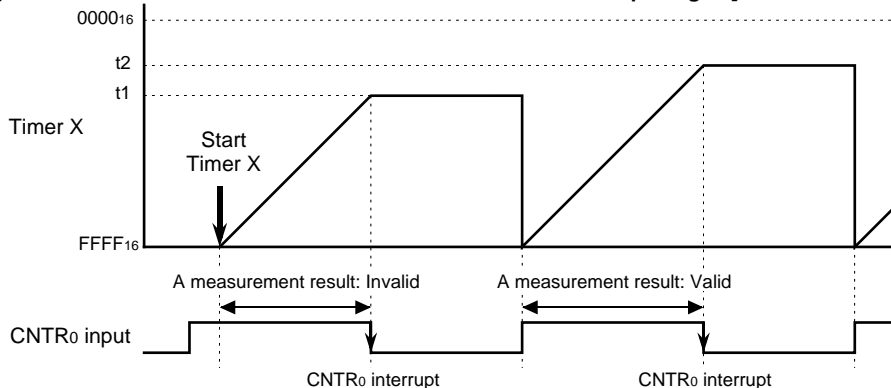 0000₁₆
t2
t1
Timer X
Start
Timer X
FFFF₁₆
A measurement result: Invalid
A measurement result: Valid
CNTR₀ input
CNTR₀ interrupt
CNTR₀ interrupt